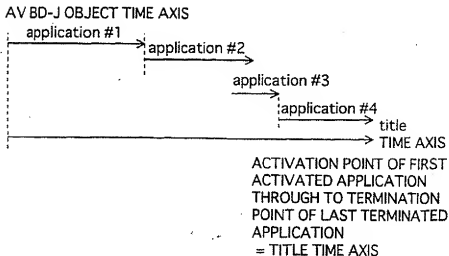 AV BD-J OBJECT TIME AXIS
application #1
application #2
application #3
application #4
title
TIME AXIS
ACTIVATION POINT OF FIRST
ACTIVATED APPLICATION
THROUGH TO TERMINATION
POINT OF LAST TERMINATED
APPLICATION
= TITLE TIME AXIS